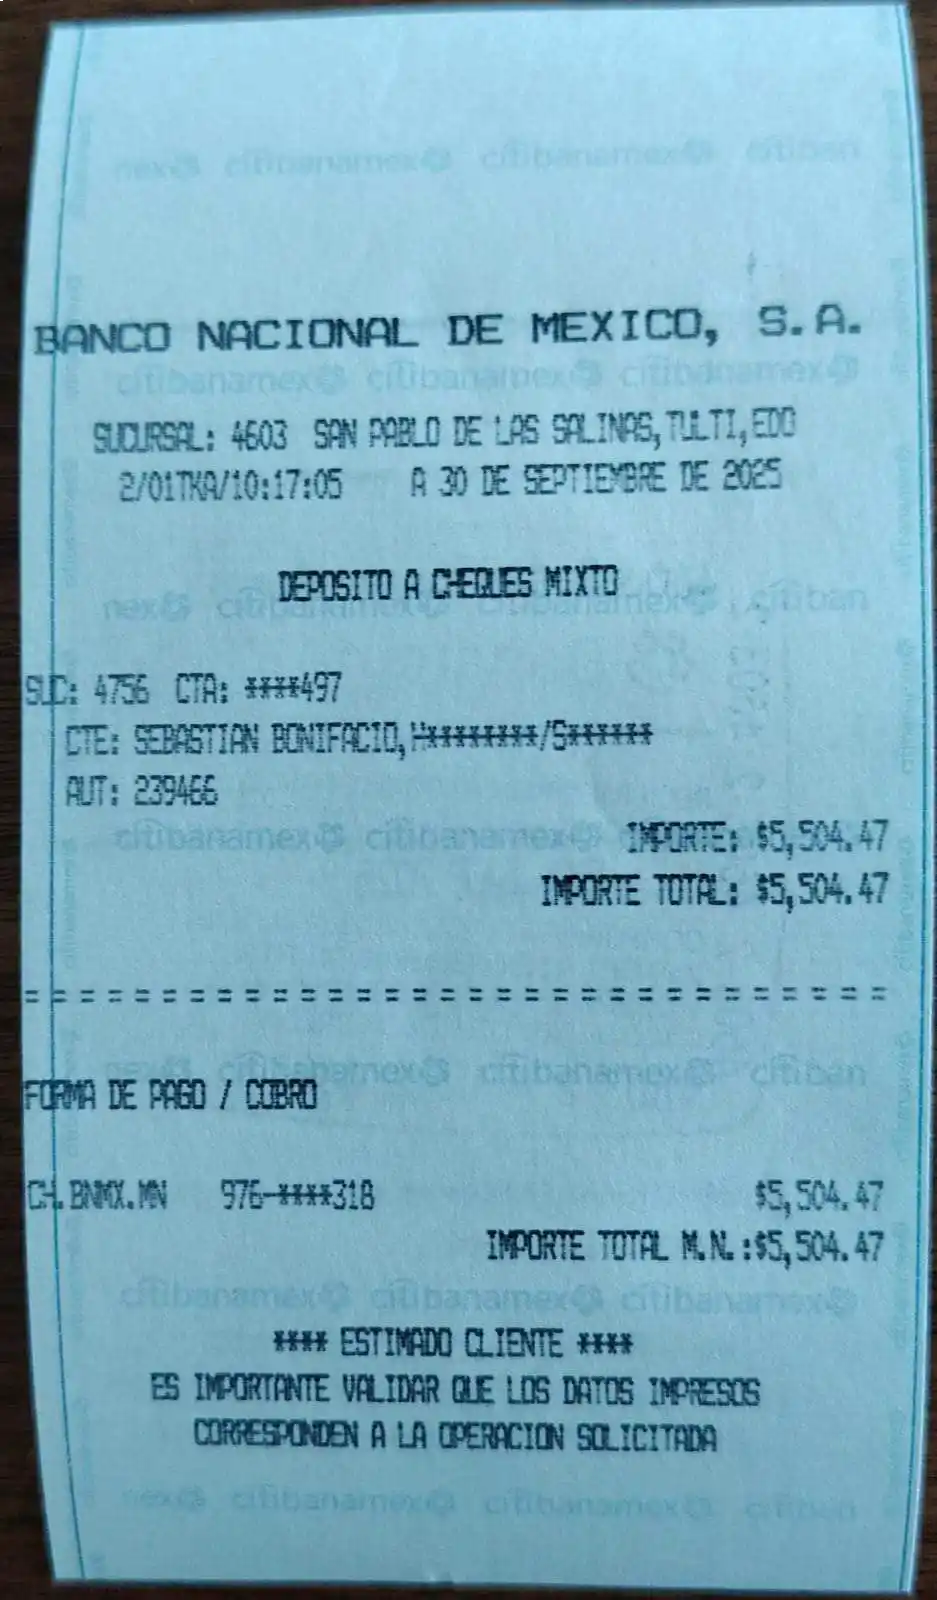 BANCO NACIONAL DE MEXICO, S.A.
SUCURSAL: 4603 SAN PABLO DE LAS SALINAS,TULTI,EDO
2/01TKA/10:17:05 A 30 DE SEPTIEMBRE DE 2025
DEPOSITO A CHEQUES MIXTO
SUC: 4756 CTA: ****497
CTE: SEBASTIAN BONIFACIO,H*********/S******
AUT: 239466
IMPORTE: $5,504.47
IMPORTE TOTAL: $5,504.47
================================
FORMA DE PAGO / COBRO
CH.BNMX.MN 976-****318 $5,504.47
IMPORTE TOTAL M.N.:$5,504.47
**** ESTIMADO CLIENTE ****
ES IMPORTANTE VALIDAR QUE LOS DATOS IMPRESOS
CORRESPONDEN A LA OPERACION SOLICITADA